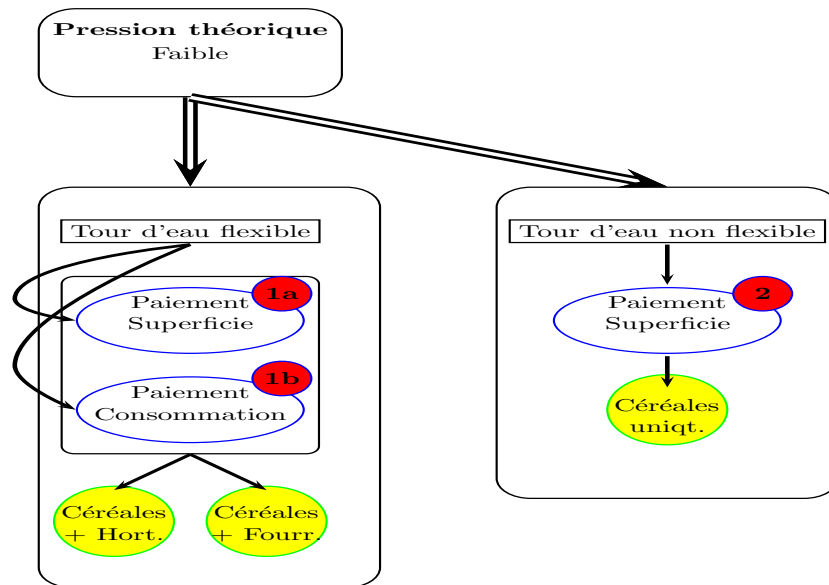 Pression théorique
Faible
Tour d'eau flexible
1a
Paiement
Superficie
1b
Paiement
Consommation
Céréales
+ Hort.
Céréales
+ Fourr.
Tour d'eau non flexible
2
Paiement
Superficie
Céréales
uniqt.